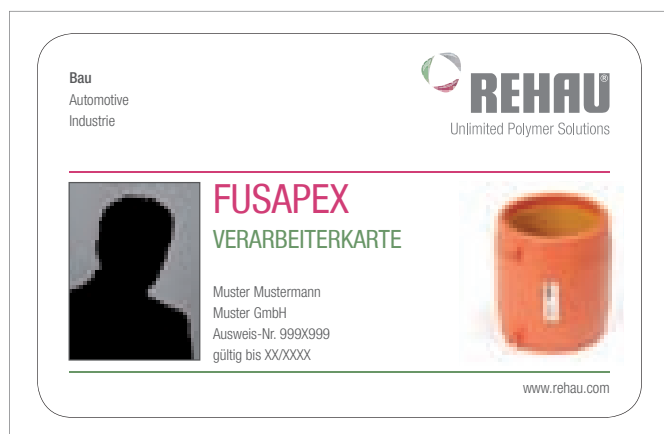 Bau
Automotive
Industrie
REHAU®
Unlimited Polymer Solutions
FUSAPEX
VERARBEITERKARTE
Muster Mustermann
Muster GmbH
Ausweis-Nr. 999X999
gültig bis XX/XXXX
www.rehau.com